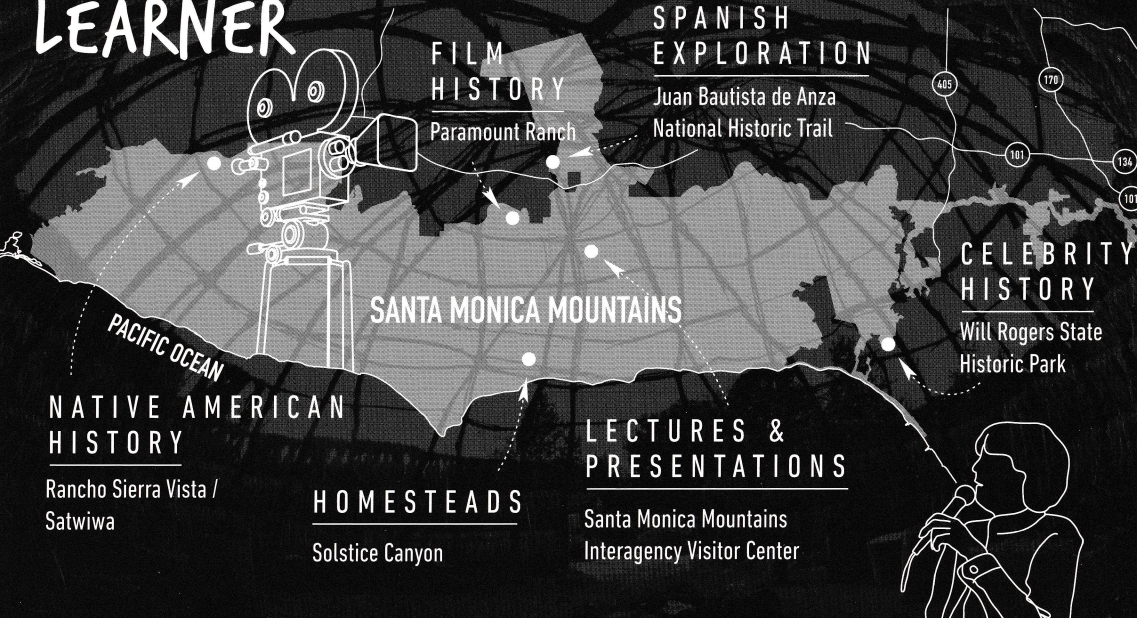 LEARNER
FILM
HISTORY
Paramount Ranch
SPANISH
EXPLORATION
Juan Bautista de Anza
National Historic Trail
405
170
101
134
101
CELEBRITY
HISTORY
Will Rogers State
Historic Park
SANTA MONICA MOUNTAINS
PACIFIC OCEAN
NATIVE AMERICAN
HISTORY
Rancho Sierra Vista /
Satwiwa
HOMESTEADS
Solstice Canyon
LECTURES &
PRESENTATIONS
Santa Monica Mountains
Interagency Visitor Center